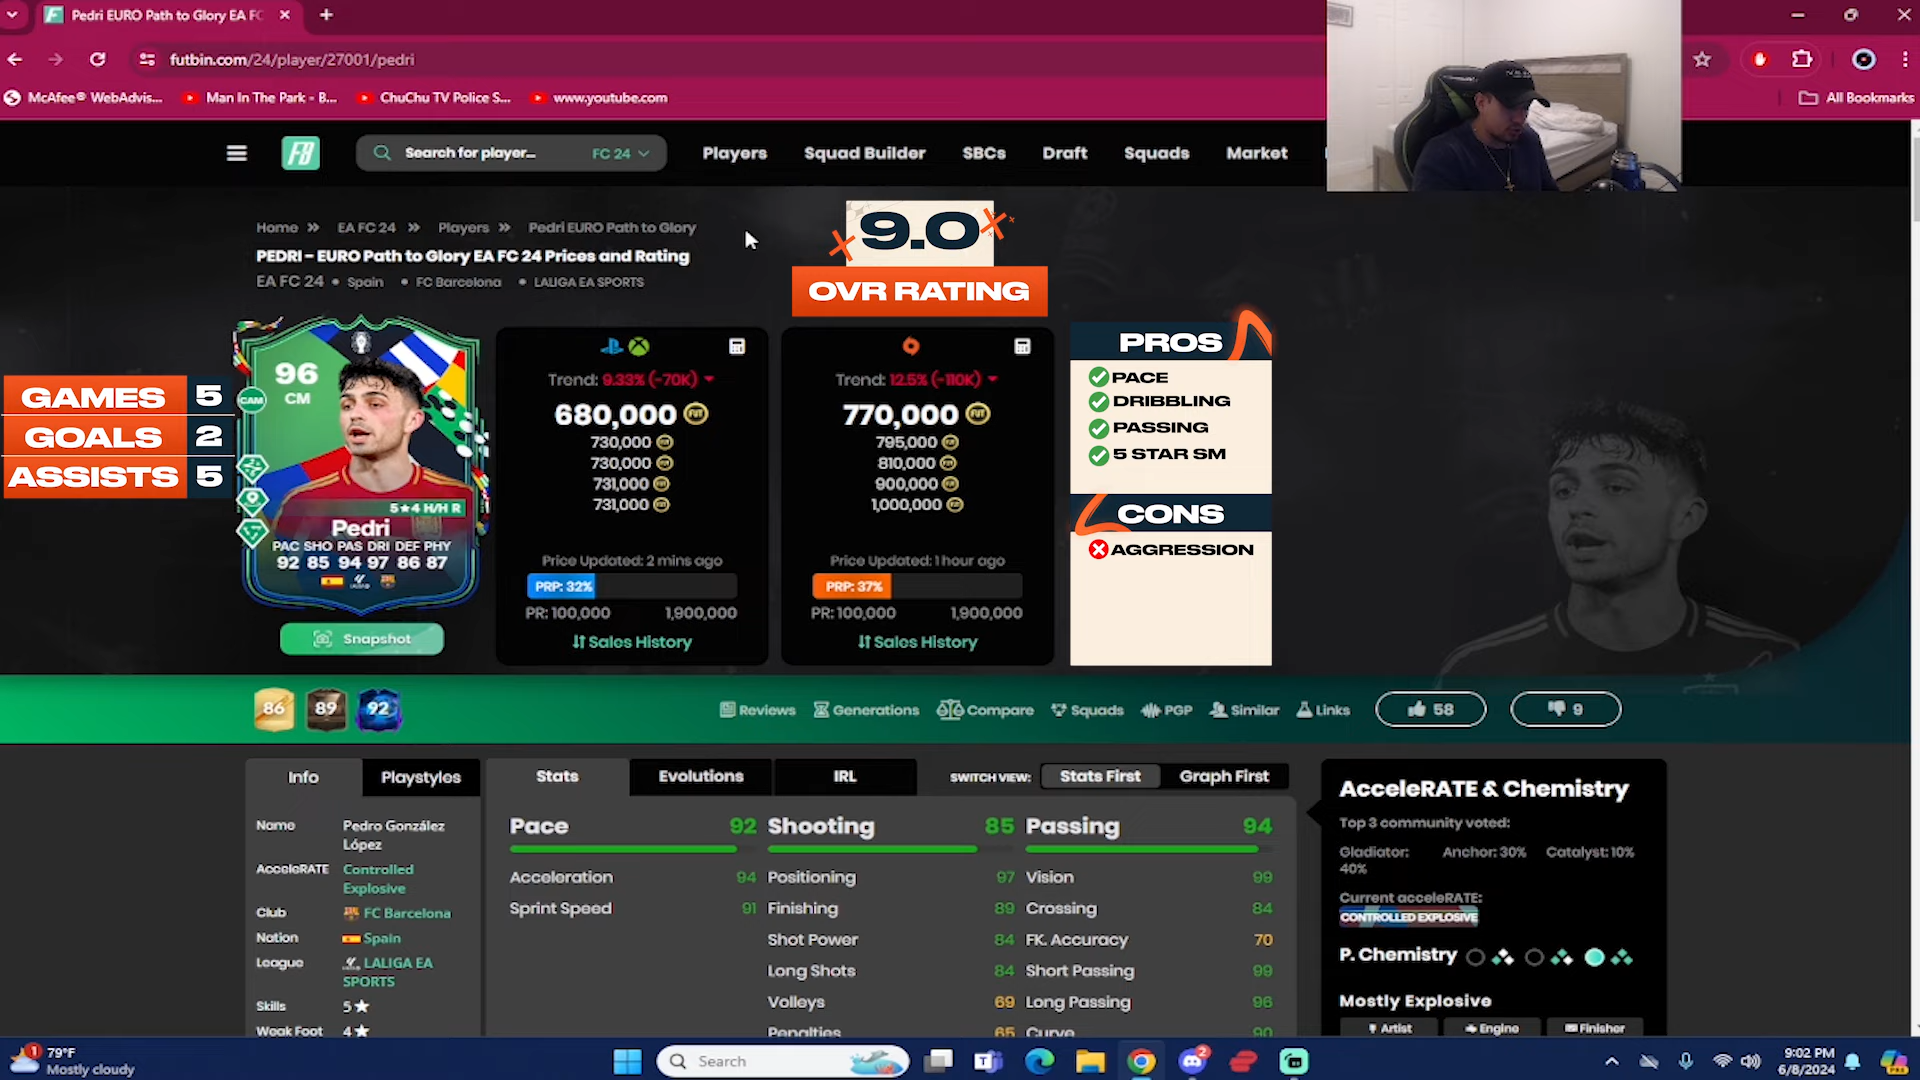 Pedri EURO Path to Glory EA FC
futbin.com/24/player/27001/pedri
McAfee® WebAdvis...
Man In The Park - B...
ChuChu TV Police S...
www.youtube.com
All Bookmarks
Search for player...
FC 24
Players
Squad Builder
SBCs
Draft
Squads
Market
Home » EA FC 24 » Players » Pedri EURO Path to Glory
PEDRI - EURO Path to Glory EA FC 24 Prices and Rating
EA FC 24 • Spain • FC Barcelona • LALIGA EA SPORTS
9.0
OVR RATING
GAMES 5
GOALS 2
ASSISTS 5
96
CM
CAM
5★4 H/H R
Pedri
PAC SHO PAS DRI DEF PHY
92 85 94 97 86 87
Snapshot
Trend: 9.33% (-70K)
680,000
730,000
730,000
731,000
731,000
Price Updated: 2 mins ago
PRP: 32%
PR: 100,000 1,900,000
Sales History
Trend: 12.5% (-110K)
770,000
795,000
810,000
900,000
1,000,000
Price Updated: 1 hour ago
PRP: 37%
PR: 100,000 1,900,000
Sales History
PROS
PACE
DRIBBLING
PASSING
5 STAR SM
CONS
AGGRESSION
86
89
92
Reviews
Generations
Compare
Squads
PGP
Similar
Links
58
9
Info
Playstyles
Name Pedro González
López
AcceleRATE Controlled
Explosive
Club FC Barcelona
Nation Spain
League LALIGA EA
SPORTS
Skills 5★
Weak Foot 4★
Stats
Evolutions
IRL
SWITCH VIEW:
Stats First
Graph First
Pace 92
Acceleration 94
Sprint Speed 91
Shooting 85
Positioning 97
Finishing 89
Shot Power 84
Long Shots 84
Volleys 69
Penalties 65
Passing 94
Vision 99
Crossing 84
FK. Accuracy 70
Short Passing 99
Long Passing 96
Curve 90
AcceleRATE & Chemistry
Top 3 community voted:
Gladiator: Anchor: 30% Catalyst: 10%
40%
Current acceleRATE:
CONTROLLED EXPLOSIVE
P. Chemistry
Mostly Explosive
Artist
Engine
Finisher
1
79°F
Mostly cloudy
Search
2
9:02 PM
6/8/2024